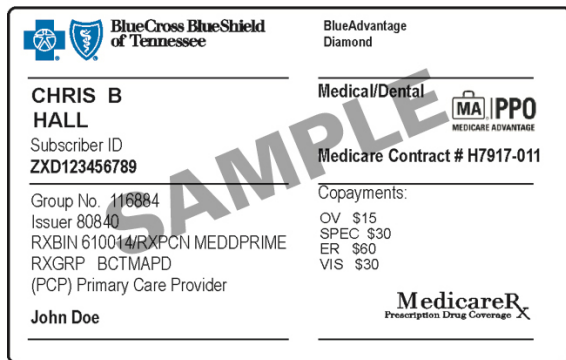 BlueCross BlueShield
of Tennessee
BlueAdvantage
Diamond
CHRIS B
HALL
Subscriber ID
ZXD123456789
Medical/Dental
MA PPO
MEDICARE ADVANTAGE
Medicare Contract # H7917-011
SAMPLE
Group No. 116884
Issuer 80840
RXBIN 610014/RXPCN MEDDPRIME
RXGRP BCTMAPD
(PCP) Primary Care Provider
John Doe
Copayments:
OV $15
SPEC $30
ER $60
VIS $30
MedicareRx
Prescription Drug Coverage